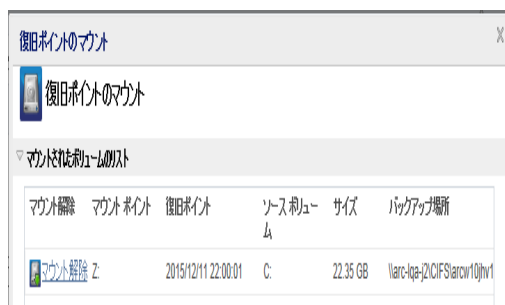 復旧ポイントのマウント
X
復旧ポイントのマウント
マウントされたボリュームのリスト
マウント解除 マウント ポイント 復旧ポイント ソース ボリューム サイズ バックアップ場所
マウント解除 Z: 2015/12/11 22:00:01 C: 22.35 GB \\arc-lqa-j2\CIFS\arcw10jhv1